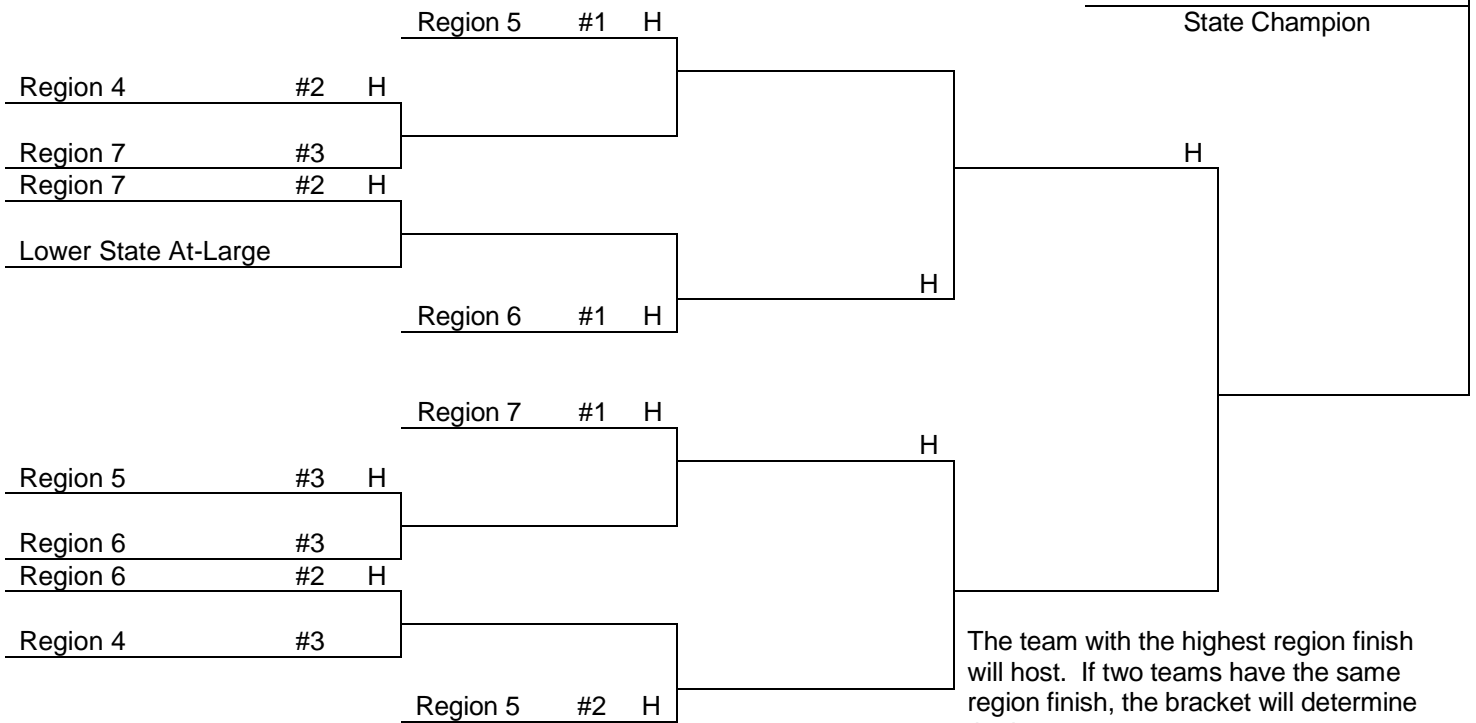 Region 5 #1 H
State Champion
Region 4 #2 H
Region 7 #3
H
Region 7 #2 H
Lower State At-Large
H
Region 6 #1 H
Region 7 #1 H
H
Region 5 #3 H
Region 6 #3
Region 6 #2 H
Region 4 #3
The team with the highest region finish
will host. If two teams have the same
region finish, the bracket will determine
Region 5 #2 H